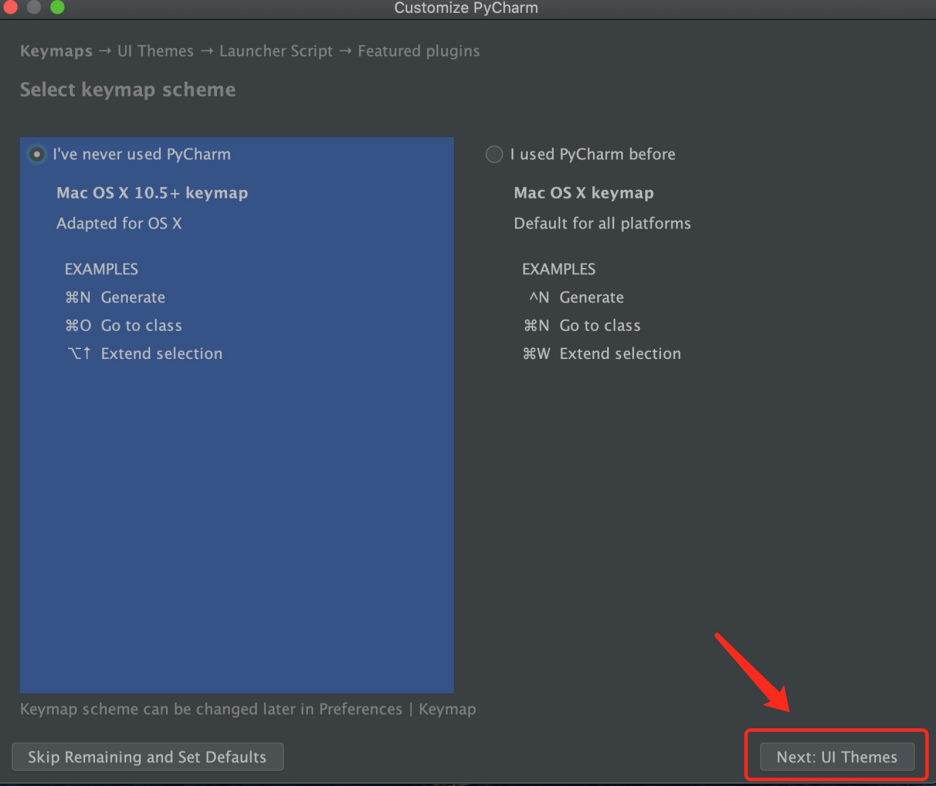 Customize PyCharm
Keymaps → UI Themes → Launcher Script → Featured plugins
Select keymap scheme
I've never used PyCharm
Mac OS X 10.5+ keymap
Adapted for OS X
EXAMPLES
⌘N Generate
⌘O Go to class
⌥↑ Extend selection
I used PyCharm before
Mac OS X keymap
Default for all platforms
EXAMPLES
^N Generate
⌘N Go to class
⌘W Extend selection
Keymap scheme can be changed later in Preferences | Keymap
Skip Remaining and Set Defaults
Next: UI Themes